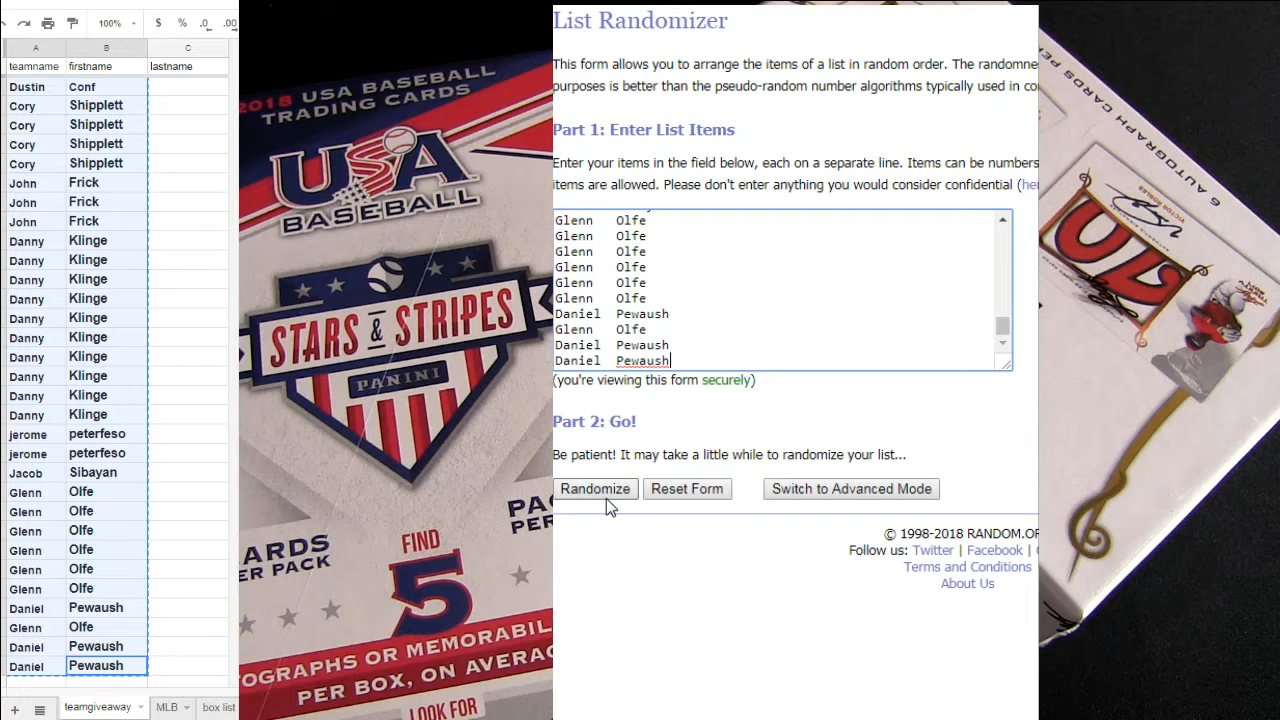 100%
$
%
.0
.00
A
B
C
teamname firstname lastname
Dustin Conf
Cory Shipplett
Cory Shipplett
Cory Shipplett
Cory Shipplett
John Frick
John Frick
John Frick
Danny Klinge
Danny Klinge
Danny Klinge
Danny Klinge
Danny Klinge
Danny Klinge
Danny Klinge
Danny Klinge
Danny Klinge
Danny Klinge
jerome peterfeso
jerome peterfeso
Jacob Sibayan
Glenn Olfe
Glenn Olfe
Glenn Olfe
Glenn Olfe
Glenn Olfe
Glenn Olfe
Daniel Pewaush
Glenn Olfe
Daniel Pewaush
Daniel Pewaush
teamgiveaway MLB box list
2018 USA BASEBALL
TRADING CARDS
USA
BASEBALL
STARS & STRIPES
PANINI
ARDS
ER PACK
PA
PER
FIND
5
OGRAPHS OR MEMORABIL
PER BOX, ON AVERAG
LOOK FOR
List Randomizer
This form allows you to arrange the items of a list in random order. The randomne
purposes is better than the pseudo-random number algorithms typically used in co
Part 1: Enter List Items
Enter your items in the field below, each on a separate line. Items can be numbers
items are allowed. Please don't enter anything you would consider confidential (he
Glenn Olfe
Glenn Olfe
Glenn Olfe
Glenn Olfe
Glenn Olfe
Glenn Olfe
Daniel Pewaush
Glenn Olfe
Daniel Pewaush
Daniel Pewaush
(you're viewing this form securely)
Part 2: Go!
Be patient! It may take a little while to randomize your list...
Randomize Reset Form Switch to Advanced Mode
© 1998-2018 RANDOM.OR
Follow us: Twitter | Facebook |
Terms and Conditions
About Us
CARDS PER
5 AUTOGRAPH
VICTOR ROBLES